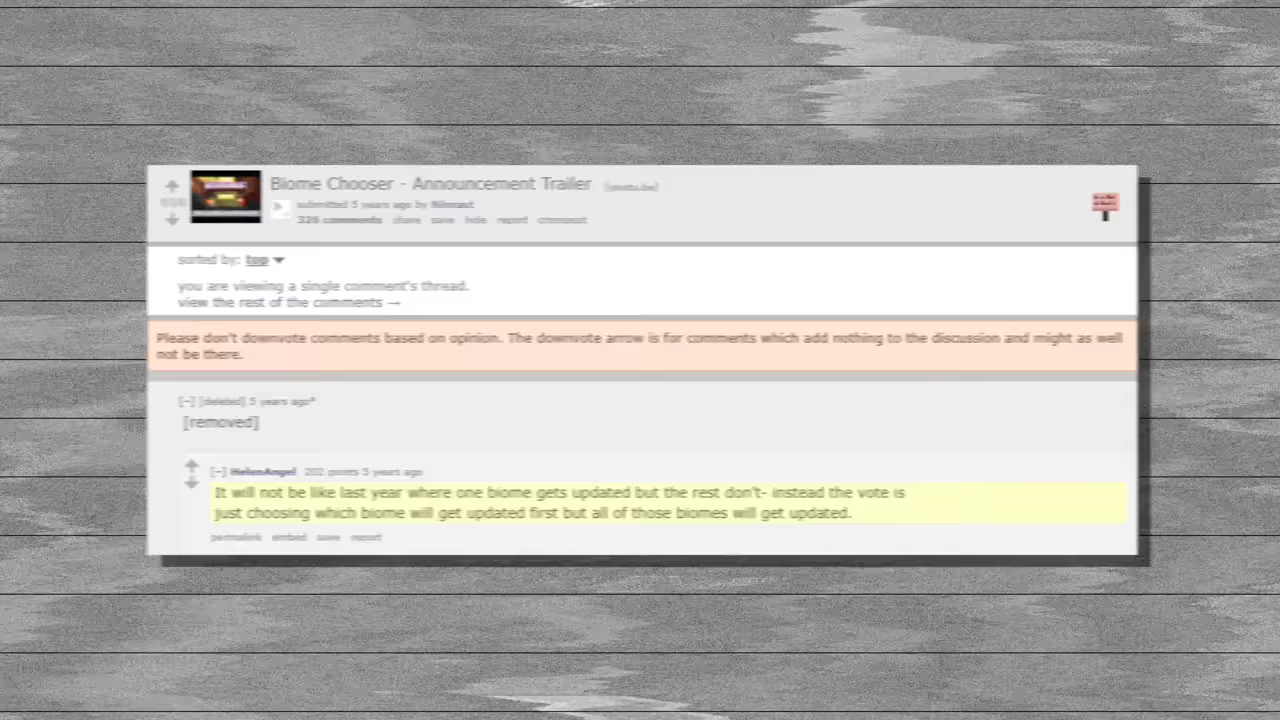 Biome Chooser - Announcement Trailer
submitted 5 years ago by
326 comments share save hide report crosspost
sorted by: top
you are viewing a single comment's thread.
view the rest of the comments →
Please don't downvote comments based on opinion. The downvote arrow is for comments which add nothing to the discussion and might as well
not be there.
[–] [deleted] 5 years ago*
[removed]
[–] HelenAngel 202 points 5 years ago
It will not be like last year where one biome gets updated but the rest don't- instead the vote is
just choosing which biome will get updated first but all of those biomes will get updated.
permalink embed save report